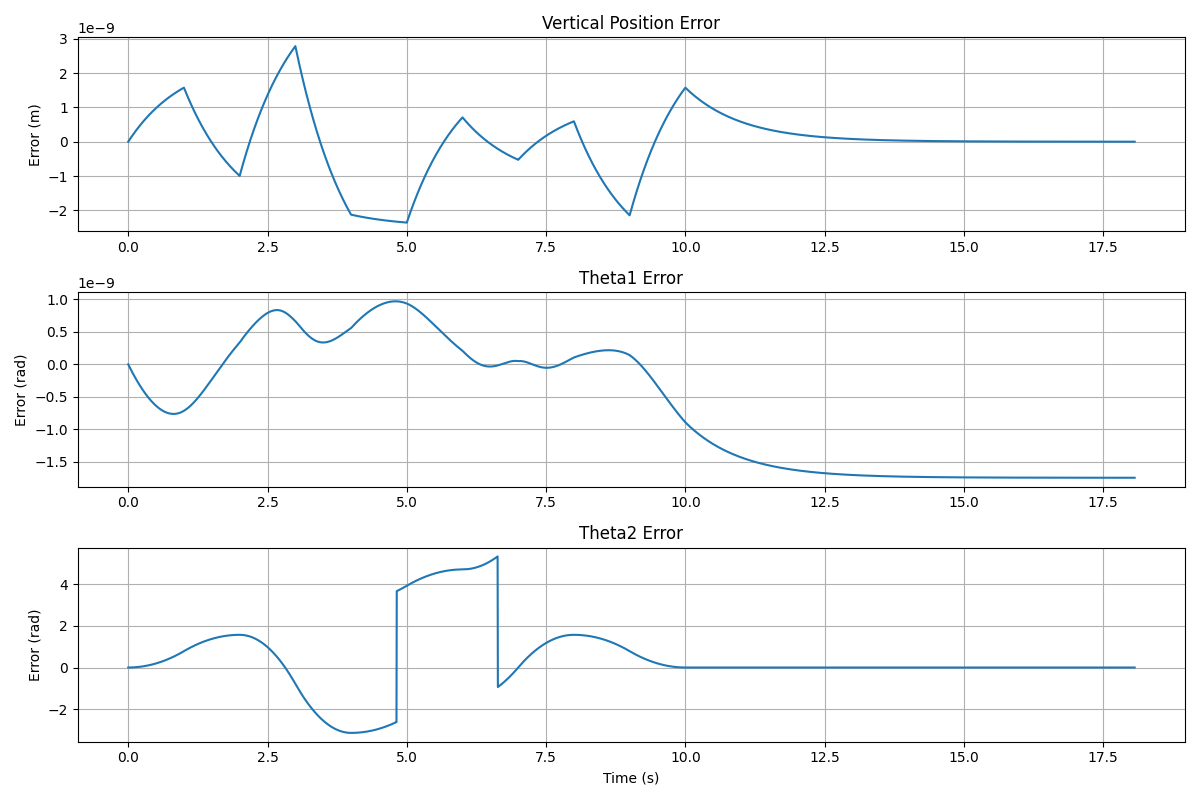 Vertical Position Error
1e−9
3
2
1
0
−1
−2
Error (m)
0.0 2.5 5.0 7.5 10.0 12.5 15.0 17.5
Theta1 Error
1e−9
1.0
0.5
0.0
−0.5
−1.0
−1.5
Error (rad)
0.0 2.5 5.0 7.5 10.0 12.5 15.0 17.5
Theta2 Error
4
2
0
−2
Error (rad)
0.0 2.5 5.0 7.5 10.0 12.5 15.0 17.5
Time (s)